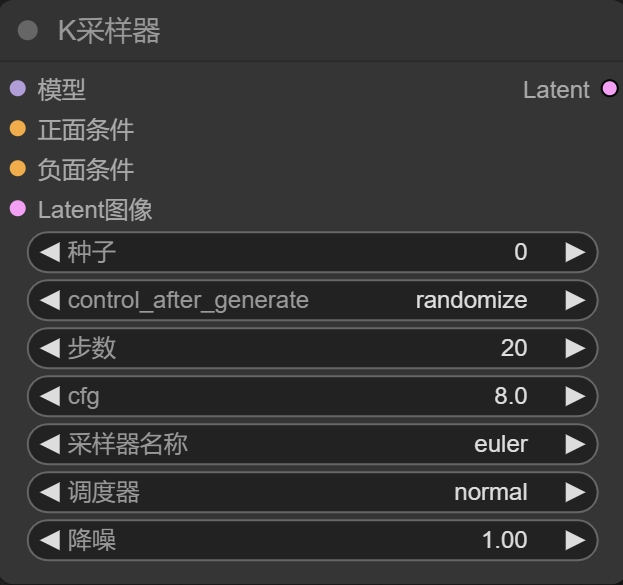 K采样器
模型 Latent
正面条件
负面条件
Latent图像
种子 0
control_after_generate randomize
步数 20
cfg 8.0
采样器名称 euler
调度器 normal
降噪 1.00